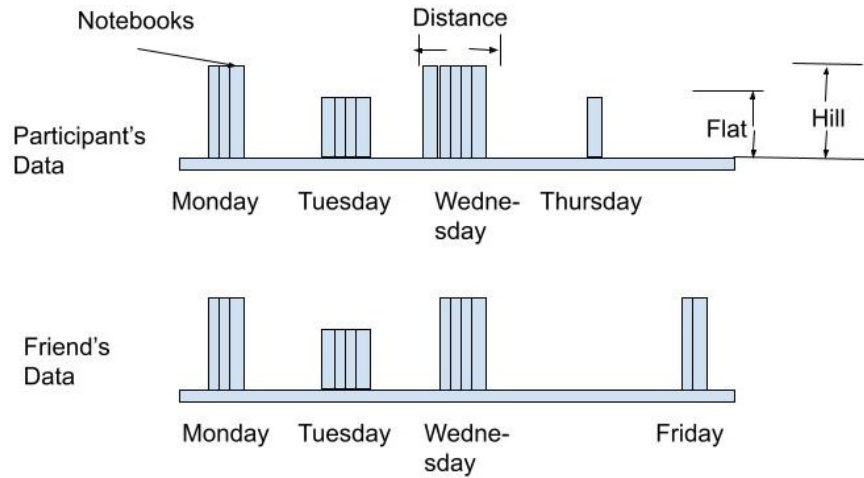 Notebooks
Distance
Flat
Hill
Participant's
Data
Monday
Tuesday
Wedne-
sday
Thursday
Friend's
Data
Monday
Tuesday
Wedne-
sday
Friday